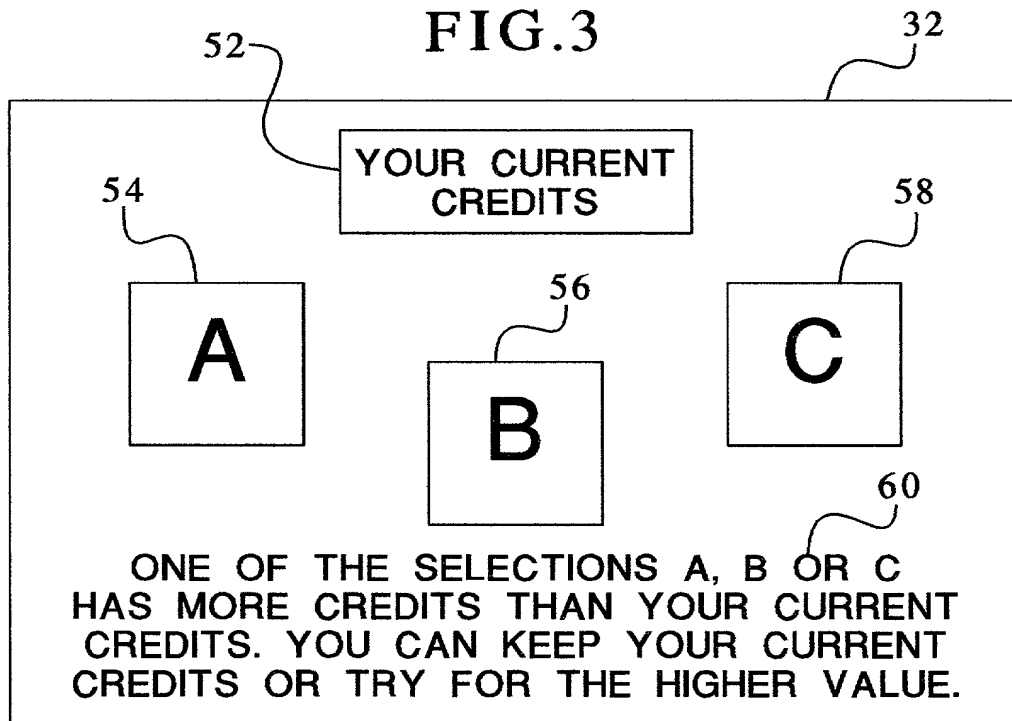 FIG.3
52
32
YOUR CURRENT
CREDITS
54
58
A
56
C
B
60
ONE OF THE SELECTIONS A, B OR C
HAS MORE CREDITS THAN YOUR CURRENT
CREDITS. YOU CAN KEEP YOUR CURRENT
CREDITS OR TRY FOR THE HIGHER VALUE.